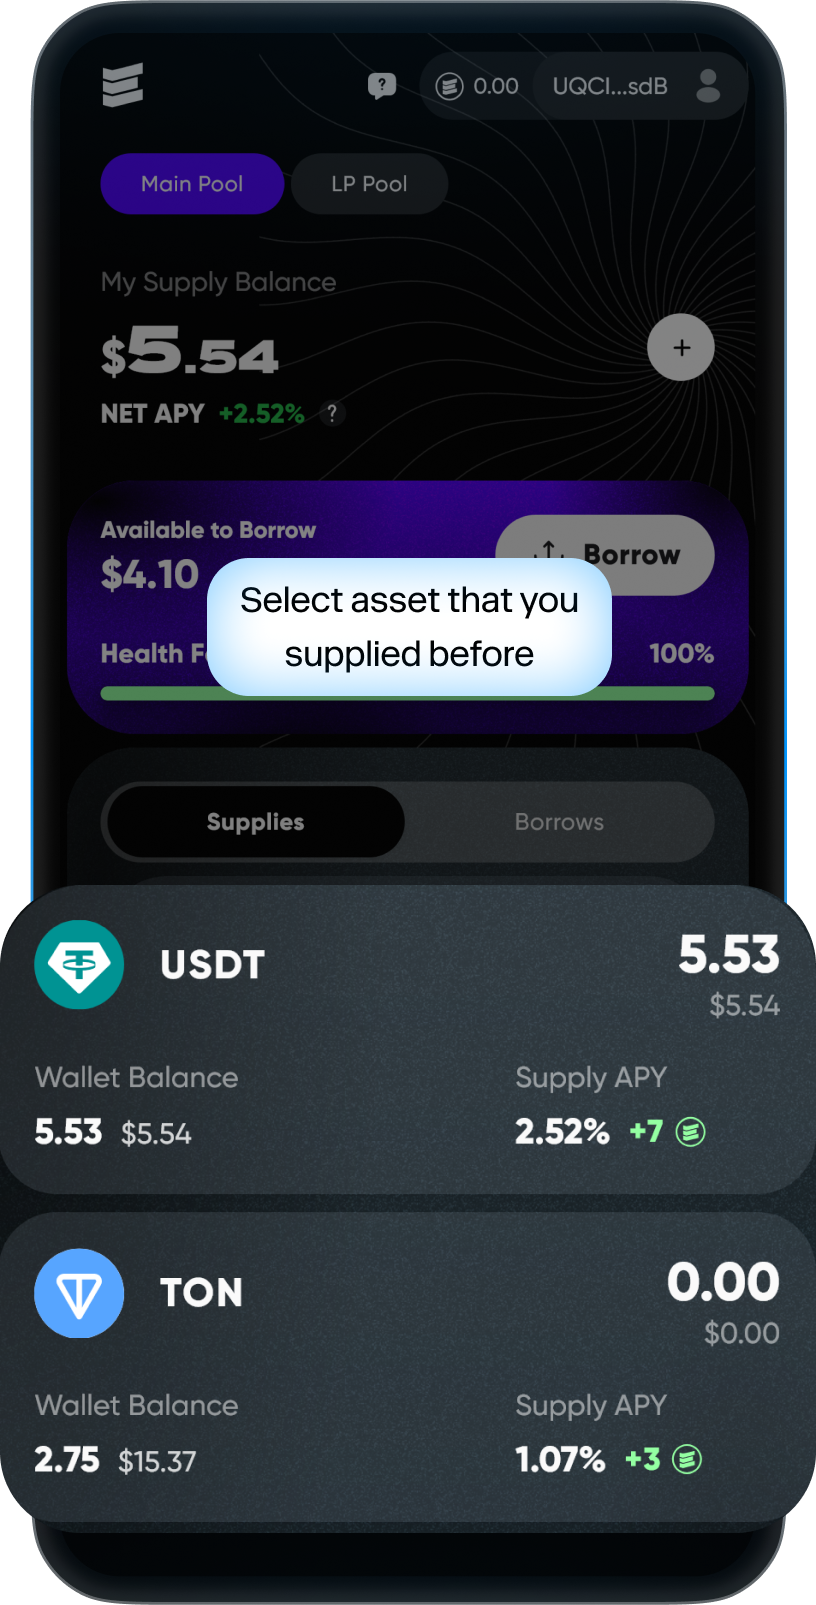 ? 0.00 UQCI...sdB
Main Pool LP Pool
My Supply Balance
$5.54 +
NET APY +2.52% ?
Available to Borrow
$4.10 Borrow
Select asset that you
supplied before
Health 100%
Supplies Borrows
USDT 5.53
$5.54
Wallet Balance Supply APY
5.53 $5.54 2.52% +7
TON 0.00
$0.00
Wallet Balance Supply APY
2.75 $15.37 1.07% +3